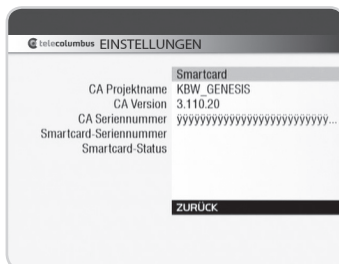 telecolumbus EINSTELLUNGEN
Smartcard
CA Projektname KBW_GENESIS
CA Version 3.110.20
CA Seriennummer ÿÿÿÿÿÿÿÿÿÿÿÿÿÿÿÿÿÿÿÿÿÿÿÿÿÿ...
Smartcard-Seriennummer
Smartcard-Status
ZURÜCK